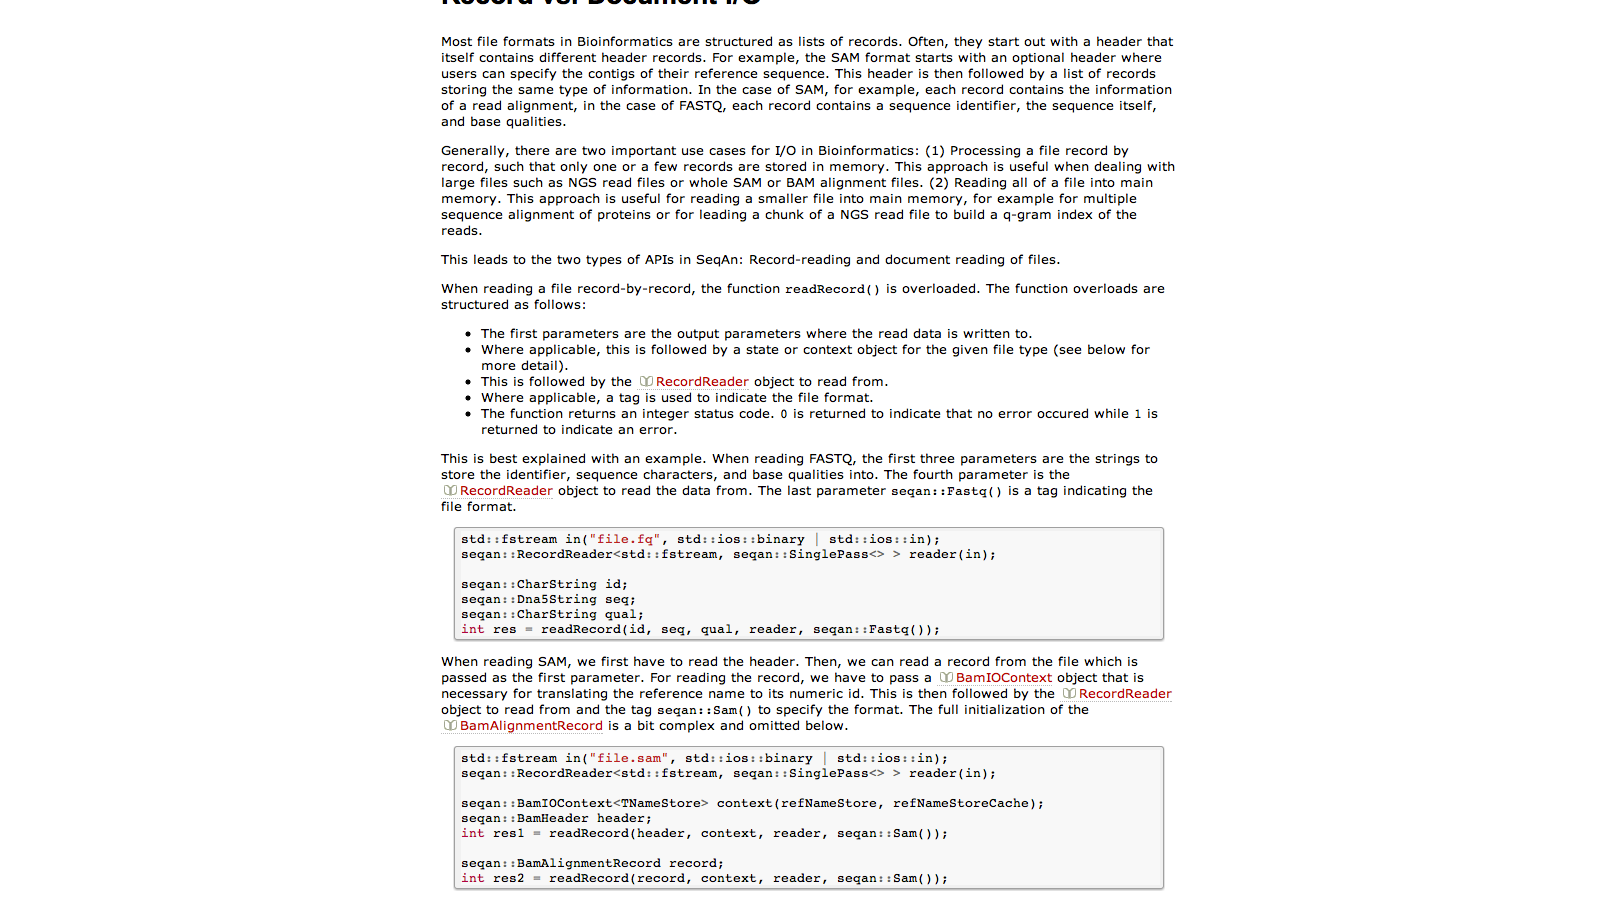 Record vs. Document I/O
Most file formats in Bioinformatics are structured as lists of records. Often, they start out with a header that
itself contains different header records. For example, the SAM format starts with an optional header where
users can specify the contigs of their reference sequence. This header is then followed by a list of records
storing the same type of information. In the case of SAM, for example, each record contains the information
of a read alignment, in the case of FASTQ, each record contains a sequence identifier, the sequence itself,
and base qualities.
Generally, there are two important use cases for I/O in Bioinformatics: (1) Processing a file record by
record, such that only one or a few records are stored in memory. This approach is useful when dealing with
large files such as NGS read files or whole SAM or BAM alignment files. (2) Reading all of a file into main
memory. This approach is useful for reading a smaller file into main memory, for example for multiple
sequence alignment of proteins or for leading a chunk of a NGS read file to build a q-gram index of the
reads.
This leads to the two types of APIs in SeqAn: Record-reading and document reading of files.
When reading a file record-by-record, the function readRecord() is overloaded. The function overloads are
structured as follows:
• The first parameters are the output parameters where the read data is written to.
• Where applicable, this is followed by a state or context object for the given file type (see below for
more detail).
• This is followed by the RecordReader object to read from.
• Where applicable, a tag is used to indicate the file format.
• The function returns an integer status code. 0 is returned to indicate that no error occured while 1 is
returned to indicate an error.
This is best explained with an example. When reading FASTQ, the first three parameters are the strings to
store the identifier, sequence characters, and base qualities into. The fourth parameter is the
RecordReader object to read the data from. The last parameter seqan::Fastq() is a tag indicating the
file format.
std::fstream in("file.fq", std::ios::binary | std::ios::in);
seqan::RecordReader<std::fstream, seqan::SinglePass<> > reader(in);
seqan::CharString id;
seqan::Dna5String seq;
seqan::CharString qual;
int res = readRecord(id, seq, qual, reader, seqan::Fastq());
When reading SAM, we first have to read the header. Then, we can read a record from the file which is
passed as the first parameter. For reading the record, we have to pass a BamIOContext object that is
necessary for translating the reference name to its numeric id. This is then followed by the RecordReader
object to read from and the tag seqan::Sam() to specify the format. The full initialization of the
BamAlignmentRecord is a bit complex and omitted below.
std::fstream in("file.sam", std::ios::binary | std::ios::in);
seqan::RecordReader<std::fstream, seqan::SinglePass<> > reader(in);
seqan::BamIOContext<TNameStore> context(refNameStore, refNameStoreCache);
seqan::BamHeader header;
int res1 = readRecord(header, context, reader, seqan::Sam());
seqan::BamAlignmentRecord record;
int res2 = readRecord(record, context, reader, seqan::Sam());